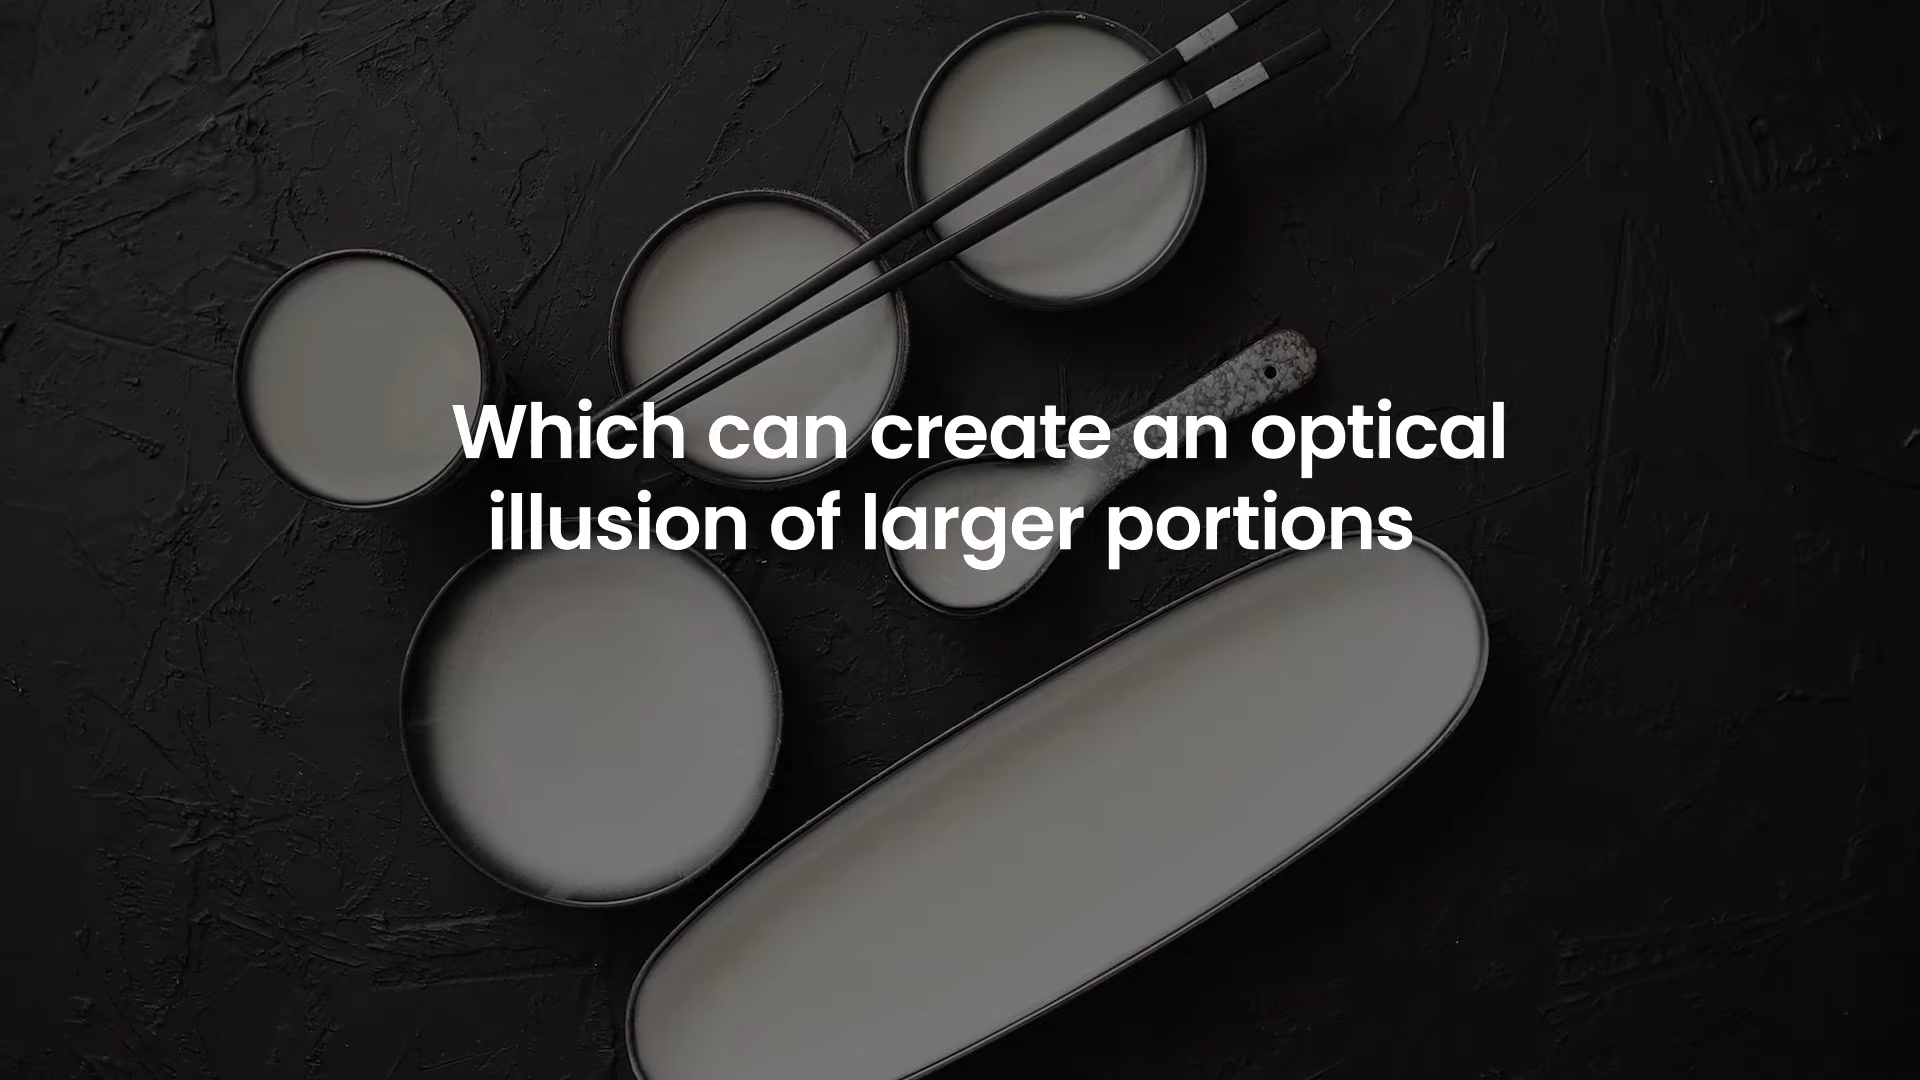 Which can create an optical
illusion of larger portions